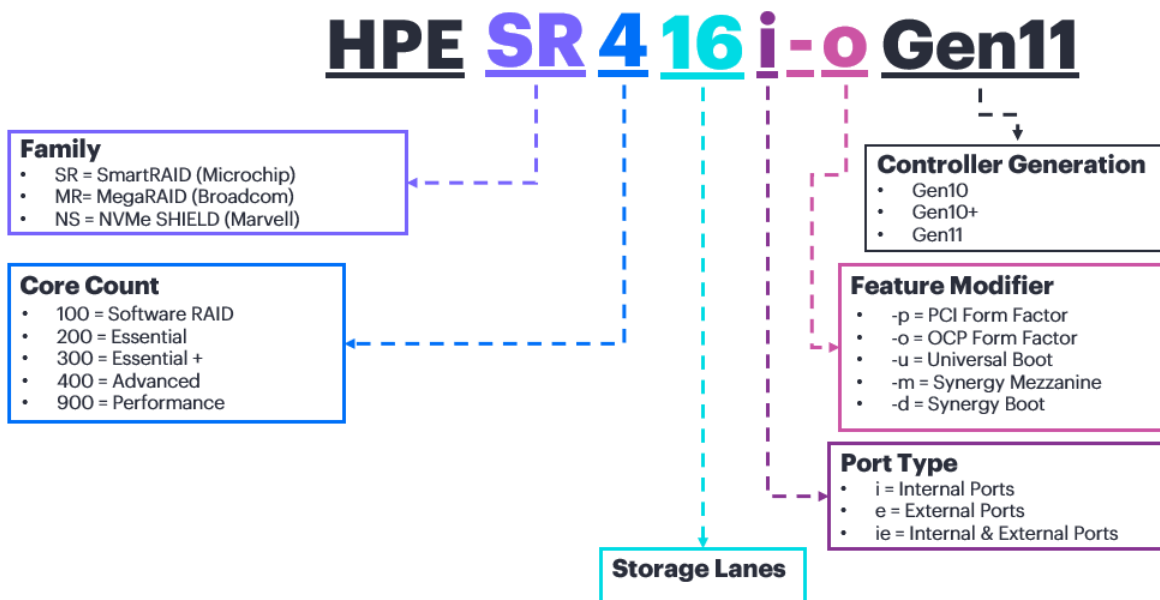 HPE SR 4 16 i-o Gen11
Family
• SR = SmartRAID (Microchip)
• MR= MegaRAID (Broadcom)
• NS = NVMe SHIELD (Marvell)
Core Count
• 100 = Software RAID
• 200 = Essential
• 300 = Essential +
• 400 = Advanced
• 900 = Performance
Controller Generation
• Gen10
• Gen10+
• Gen11
Feature Modifier
• -p = PCI Form Factor
• -o = OCP Form Factor
• -u = Universal Boot
• -m = Synergy Mezzanine
• -d = Synergy Boot
Port Type
• i = Internal Ports
• e = External Ports
• ie = Internal & External Ports
Storage Lanes